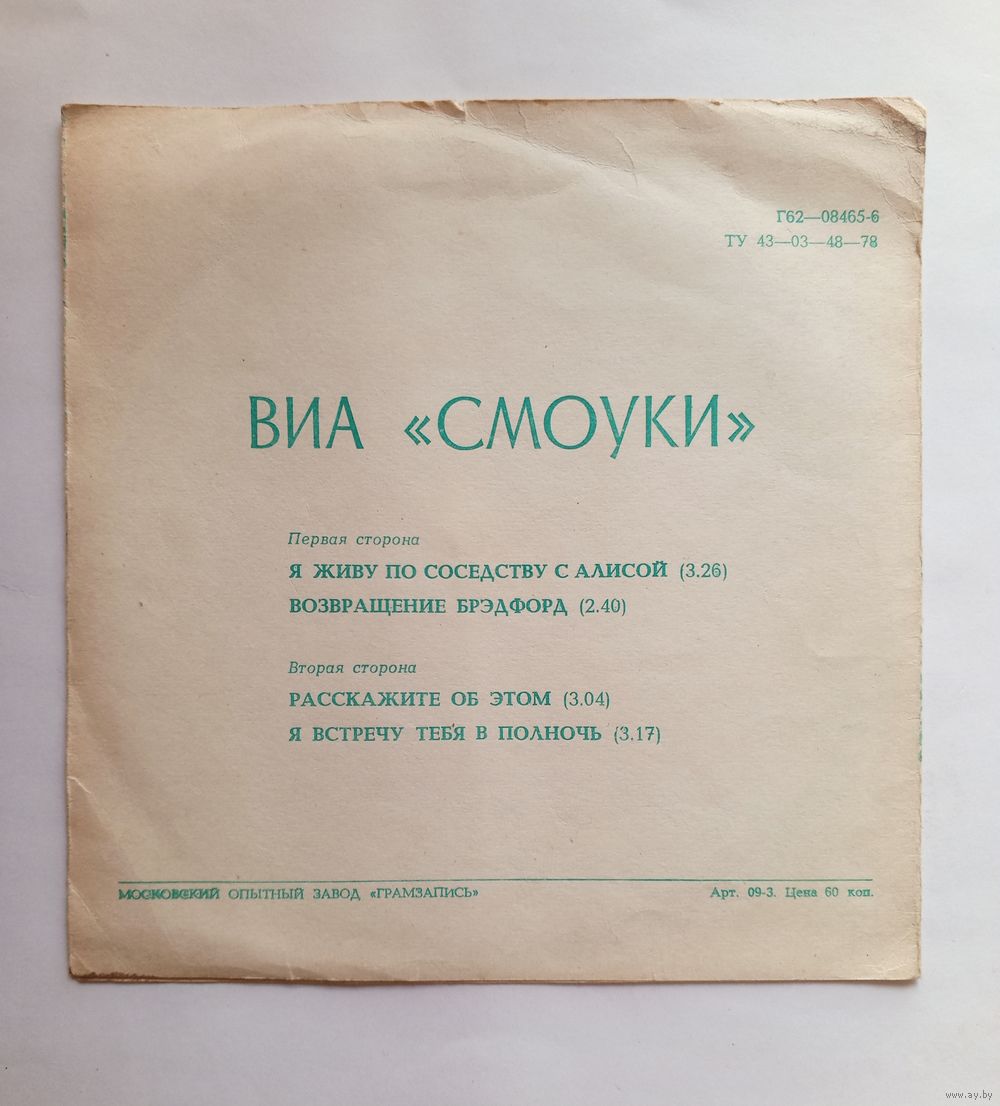 Г62—08465-6
ТУ 43—03—48—78
ВИА «СМОУКИ»
Первая сторона
Я ЖИВУ ПО СОСЕДСТВУ С АЛИСОЙ (3.26)
ВОЗВРАЩЕНИЕ БРЭДФОРД (2.40)
Вторая сторона
РАССКАЖИТЕ ОБ ЭТОМ (3.04)
Я ВСТРЕЧУ ТЕБЯ В ПОЛНОЧЬ (3.17)
МОСКОВСКИЙ ОПЫТНЫЙ ЗАВОД «ГРАМЗАПИСЬ» Арт. 09-3. Цена 60 коп.
www.ay.by